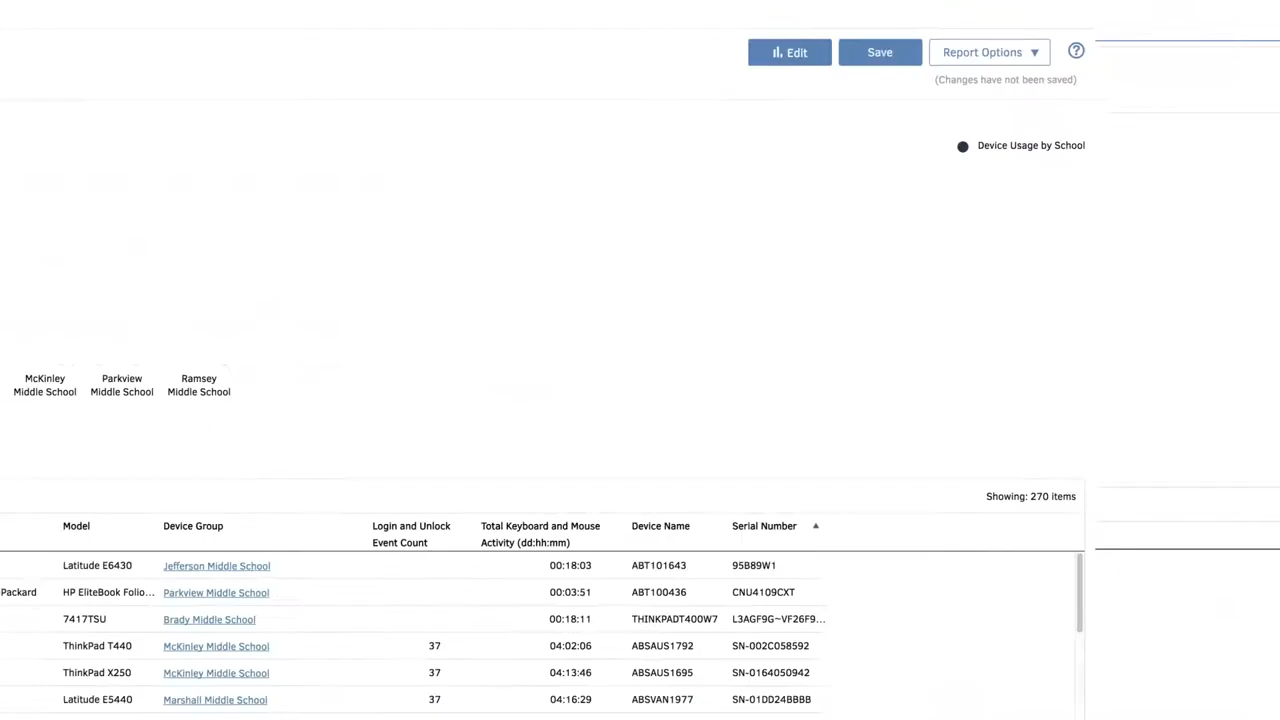 Edit Save Report Options ▼ ?
(Changes have not been saved)
Device Usage by School
McKinley Parkview Ramsey
Middle School Middle School Middle School
Showing: 270 items
Model Device Group Login and Unlock Total Keyboard and Mouse Device Name Serial Number ▲
Event Count Activity (dd:hh:mm)
Latitude E6430 Jefferson Middle School 00:18:03 ABT101643 95B89W1
Packard HP EliteBook Folio... Parkview Middle School 00:03:51 ABT100436 CNU4109CXT
7417TSU Brady Middle School 00:18:11 THINKPADT400W7 L3AGF9G~VF26F9...
ThinkPad T440 McKinley Middle School 37 04:02:06 ABSAUS1792 SN-002C058592
ThinkPad X250 McKinley Middle School 37 04:13:46 ABSAUS1695 SN-0164050942
Latitude E5440 Marshall Middle School 37 04:16:29 ABSVAN1977 SN-01DD24BBBB